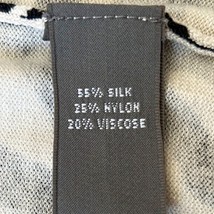 55% SILK
25% NYLON
20% VISCOSE